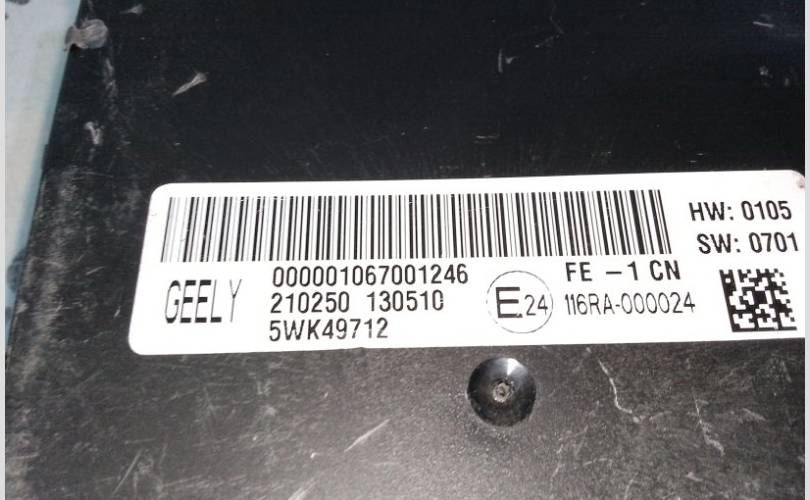 HW: 0105
SW: 0701
GEELY
000001067001246
210250 130510
5WK49712
E24
FE -1 CN
116RA-000024